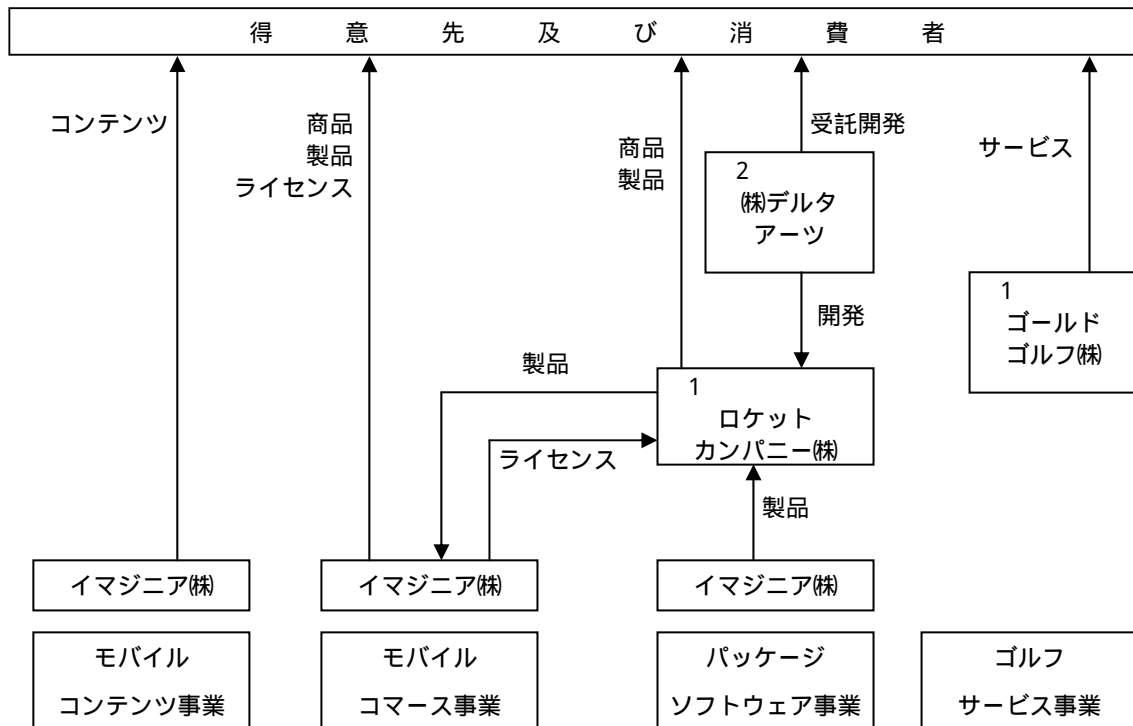 得意先及び消費者
コンテンツ
商品
製品
ライセンス
商品
製品
受託開発
サービス
2
㈱デルタ
アーツ
開発
1
ゴールド
ゴルフ㈱
製品
1
ロケット
カンパニー㈱
ライセンス
製品
イマジニア㈱
イマジニア㈱
イマジニア㈱
モバイル
コンテンツ事業
モバイル
コマース事業
パッケージ
ソフトウェア事業
ゴルフ
サービス事業